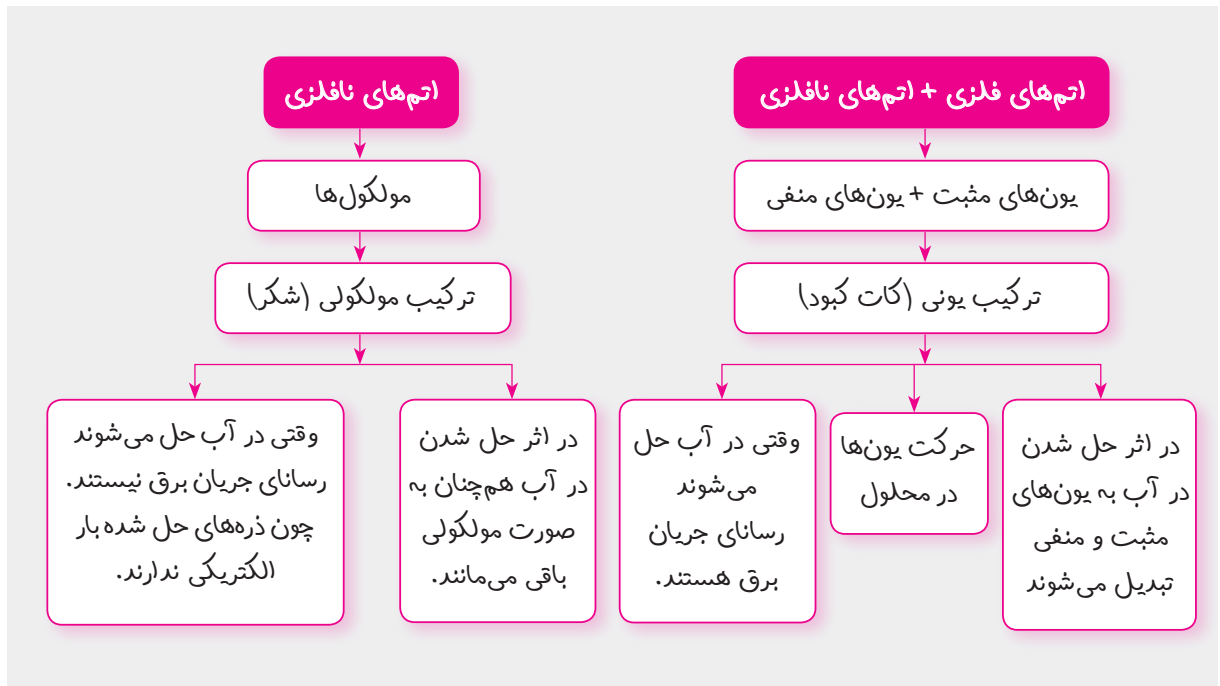 اتم‌های فلزی + اتم‌های نافلزی
یون‌های مثبت + یون‌های منفی
ترکیب یونی (کات کبود)
در اثر حل شدن
در آب به یون‌های
مثبت و منفی
تبدیل می‌شوند
حرکت یون‌ها
در محلول
وقتی در آب حل
می‌شوند
رسانای جریان
برق هستند.
اتم‌های نافلزی
مولکول‌ها
ترکیب مولکولی (شکر)
در اثر حل شدن
در آب هم‌چنان به
صورت مولکولی
باقی می‌مانند.
وقتی در آب حل می‌شوند
رسانای جریان برق نیستند.
چون ذره‌های حل شده بار
الکتریکی ندارند.